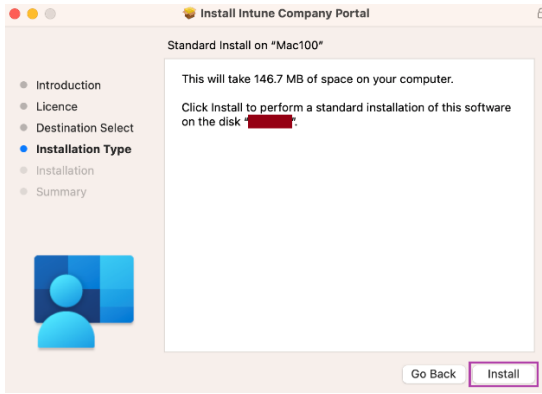 Install Intune Company Portal
Standard Install on “Mac100”
Introduction
Licence
Destination Select
Installation Type
Installation
Summary
This will take 146.7 MB of space on your computer.
Click Install to perform a standard installation of this software
on the disk “ ”.
Go Back
Install